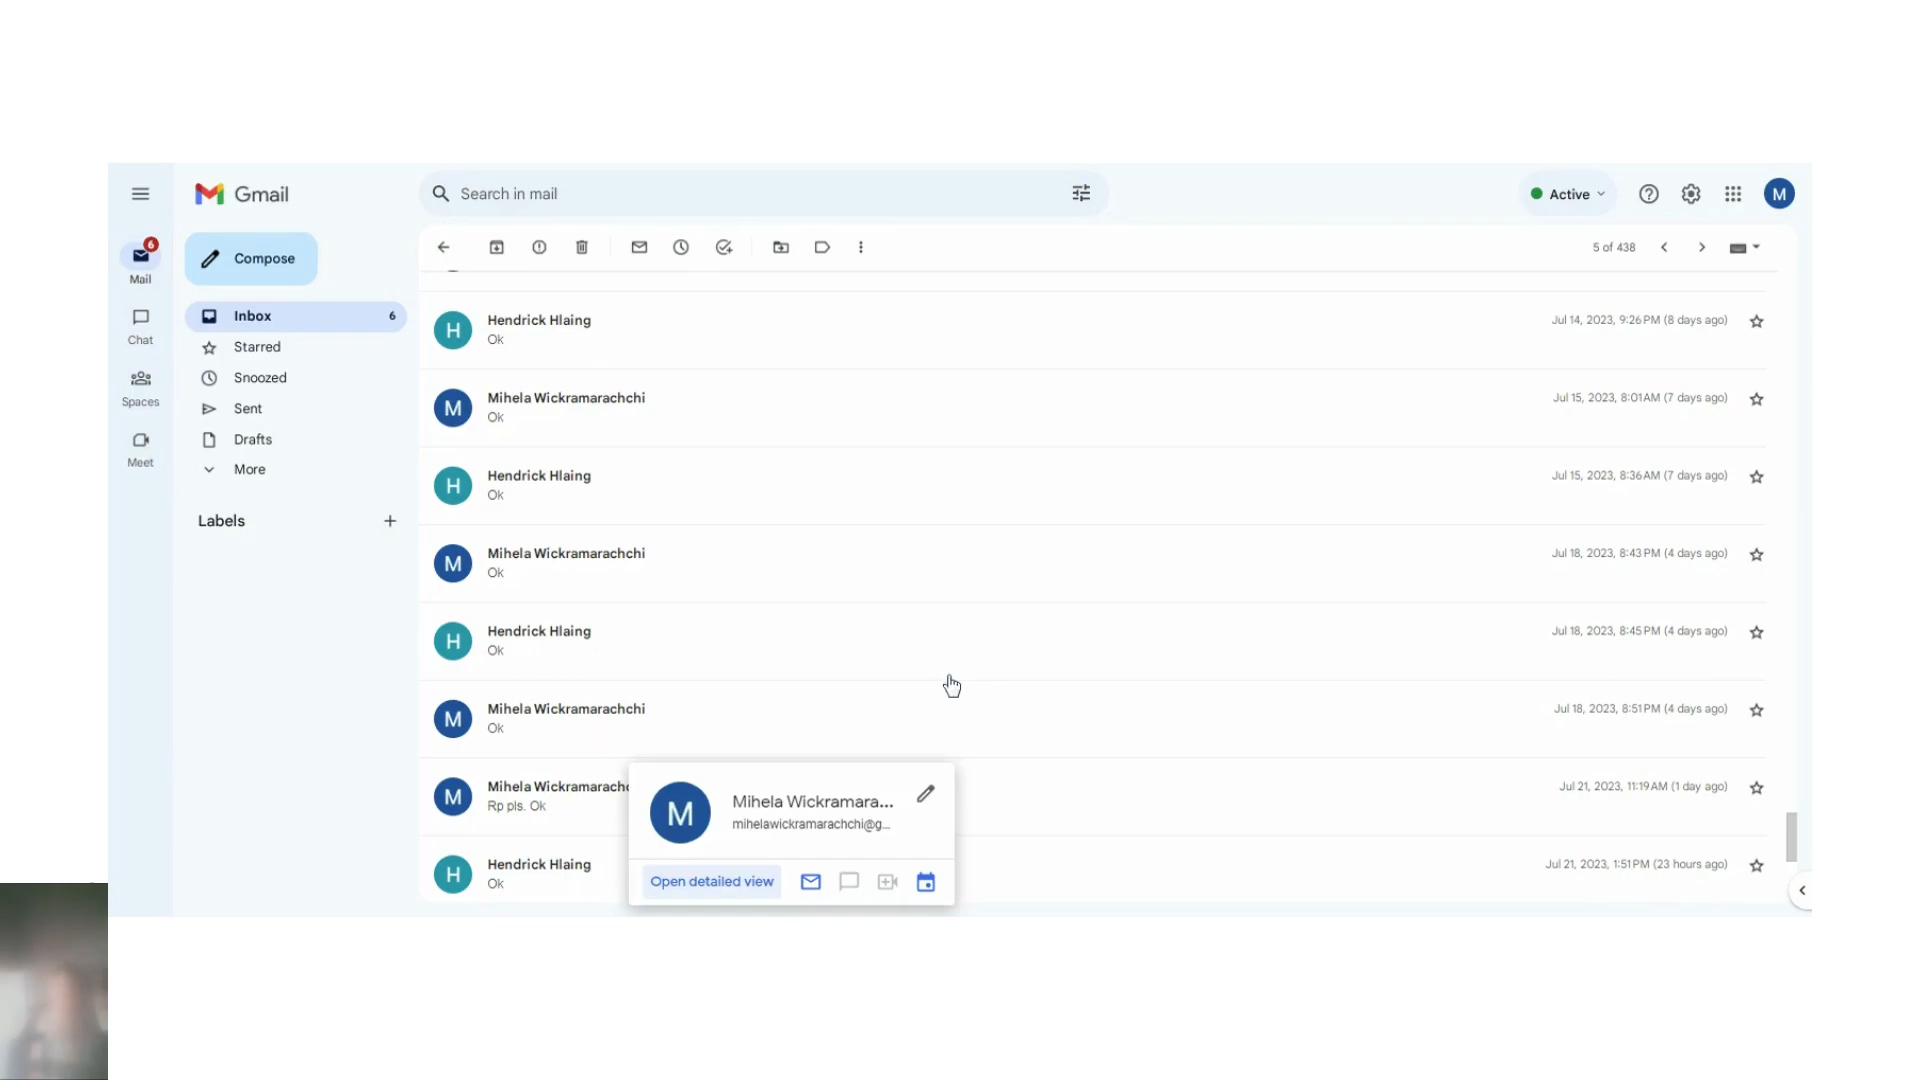 Gmail
Search in mail
Active
M
6
Mail
Compose
5 of 438
Inbox 6
Chat
Starred
Snoozed
Spaces
Sent
Drafts
Meet
More
Labels
H
Hendrick Hlaing
Jul 14, 2023, 9:26 PM (8 days ago)
Ok
M
Mihela Wickramarachchi
Jul 15, 2023, 8:01 AM (7 days ago)
Ok
H
Hendrick Hlaing
Jul 15, 2023, 8:36 AM (7 days ago)
Ok
M
Mihela Wickramarachchi
Jul 18, 2023, 8:43 PM (4 days ago)
Ok
H
Hendrick Hlaing
Jul 18, 2023, 8:45 PM (4 days ago)
Ok
M
Mihela Wickramarachchi
Jul 18, 2023, 8:51 PM (4 days ago)
Ok
M
Mihela Wickramarach
Jul 21, 2023, 11:19 AM (1 day ago)
Rp pls. Ok
M
Mihela Wickramara...
mihelawickramarachchi@g...
H
Hendrick Hlaing
Jul 21, 2023, 1:51 PM (23 hours ago)
Ok
Open detailed view